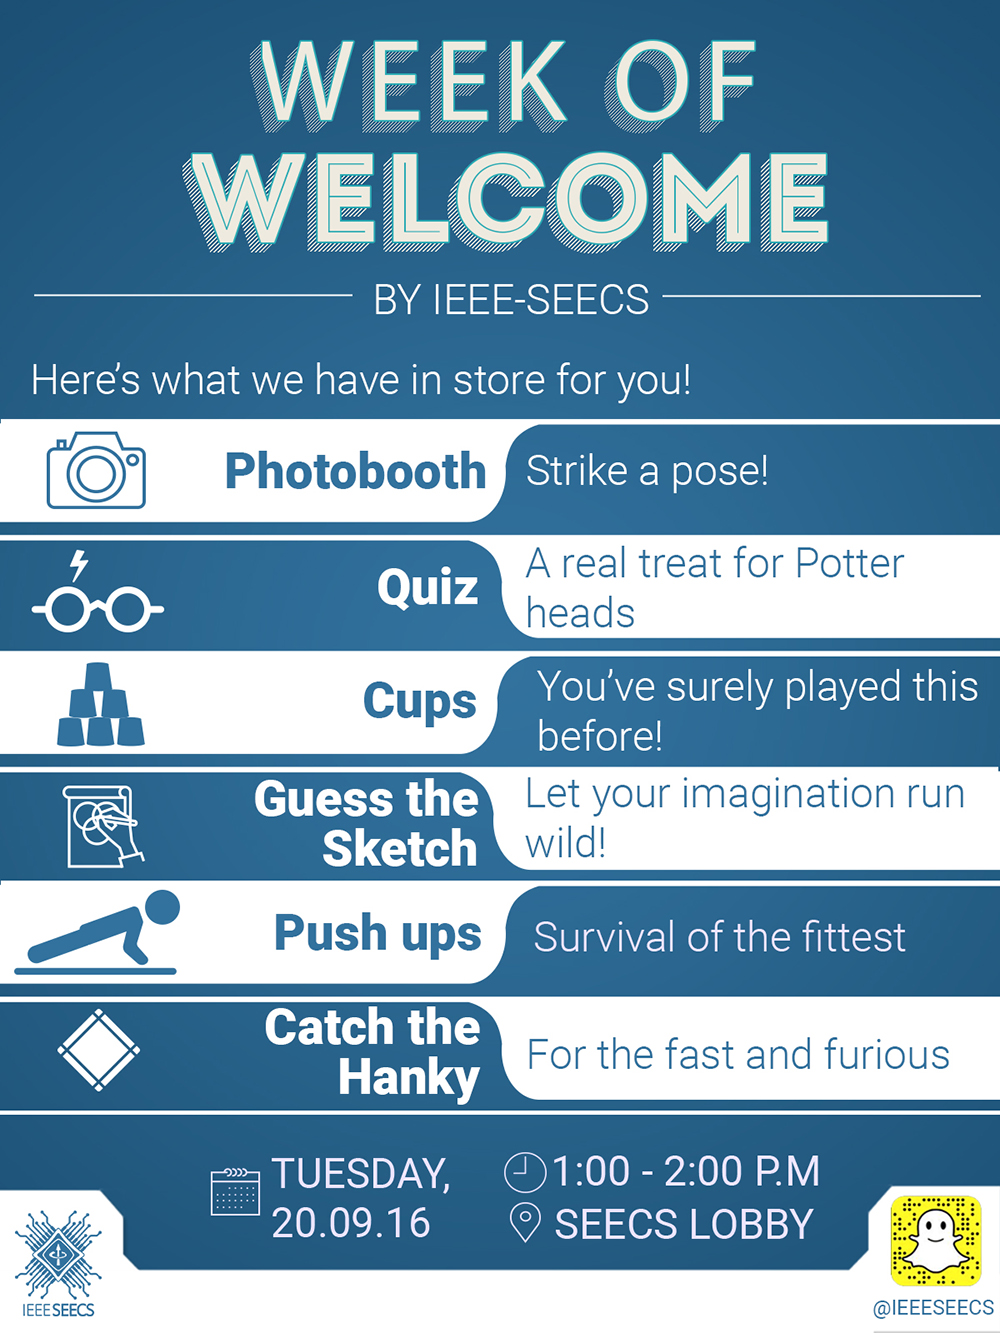 WEEK OF
WELCOME
BY IEEE-SEECS
Here's what we have in store for you!
Photobooth
Strike a pose!
Quiz
A real treat for Potter
heads
Cups
You've surely played this
before!
Guess the
Sketch
Let your imagination run
wild!
Push ups
Survival of the fittest
Catch the
Hanky
For the fast and furious
TUESDAY,
20.09.16
1:00 - 2:00 P.M
SEECS LOBBY
IEEESEECS
@IEEESEECS